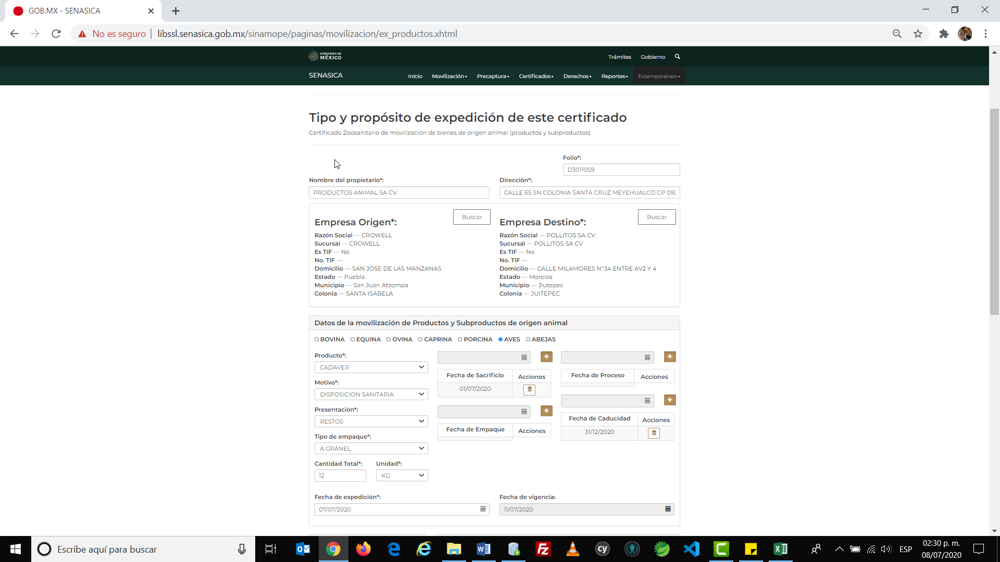 GOB.MX - SENASICA
No es seguro | libssl.senasica.gob.mx/sinamope/paginas/movilizacion/ex_productos.xhtml
GOBIERNO DE MÉXICO
Trámites Gobierno
SENASICA Inicio Movilización Precaptura Certificados Derechos Reportes Extemporáneo
Tipo y propósito de expedición de este certificado
Certificado Zoosanitario de movilización de bienes de origen animal (productos y subproductos)
Folio*:
D3011059
Nombre del propietario*: Dirección*:
PRODUCTOS ANIMAL SA CV CALLE 65 SN COLONIA SANTA CRUZ MEYEHUALCO CP 092
Empresa Origen*: Buscar
Razón Social — CROWELL
Sucursal — CROWELL
Es TIF — No
No. TIF —
Domicilio — SAN JOSE DE LAS MANZANAS
Estado — Puebla
Municipio — San Juan Atzompa
Colonia — SANTA ISABELA
Empresa Destino*: Buscar
Razón Social — POLLITOS SA CV
Sucursal — POLLITOS SA CV
Es TIF — No
No. TIF —
Domicilio — CALLE MILAMORES N°34 ENTRE AV2 Y 4
Estado — Morelos
Municipio — Jiutepec
Colonia — JUITEPEC
Datos de la movilización de Productos y Subproductos de origen animal
BOVINA EQUINA OVINA CAPRINA PORCINA AVES ABEJAS
Producto*:
CADAVER
Motivo*:
DISPOSICION SANITARIA
Presentación*:
RESTOS
Tipo de empaque*:
A GRANEL
Cantidad Total*: Unidad*:
12 KG
Fecha de Sacrificio Acciones
01/07/2020
Fecha de Empaque Acciones
Fecha de Proceso Acciones
Fecha de Caducidad Acciones
31/12/2020
Fecha de expedición*: Fecha de vigencia:
07/07/2020 11/07/2020
Escribe aquí para buscar
ESP
02:30 p. m.
08/07/2020